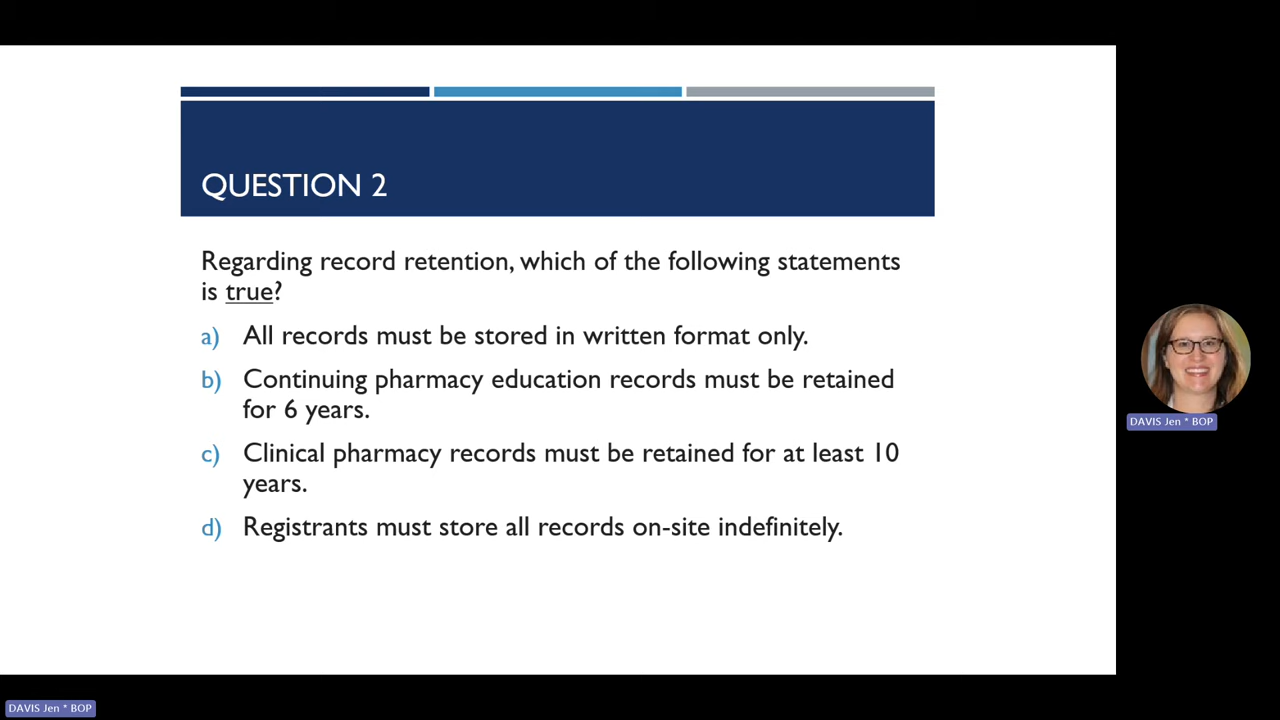 QUESTION 2
Regarding record retention, which of the following statements
is true?
a) All records must be stored in written format only.
b) Continuing pharmacy education records must be retained
for 6 years.
c) Clinical pharmacy records must be retained for at least 10
years.
d) Registrants must store all records on-site indefinitely.
DAVIS Jen * BOP
DAVIS Jen * BOP